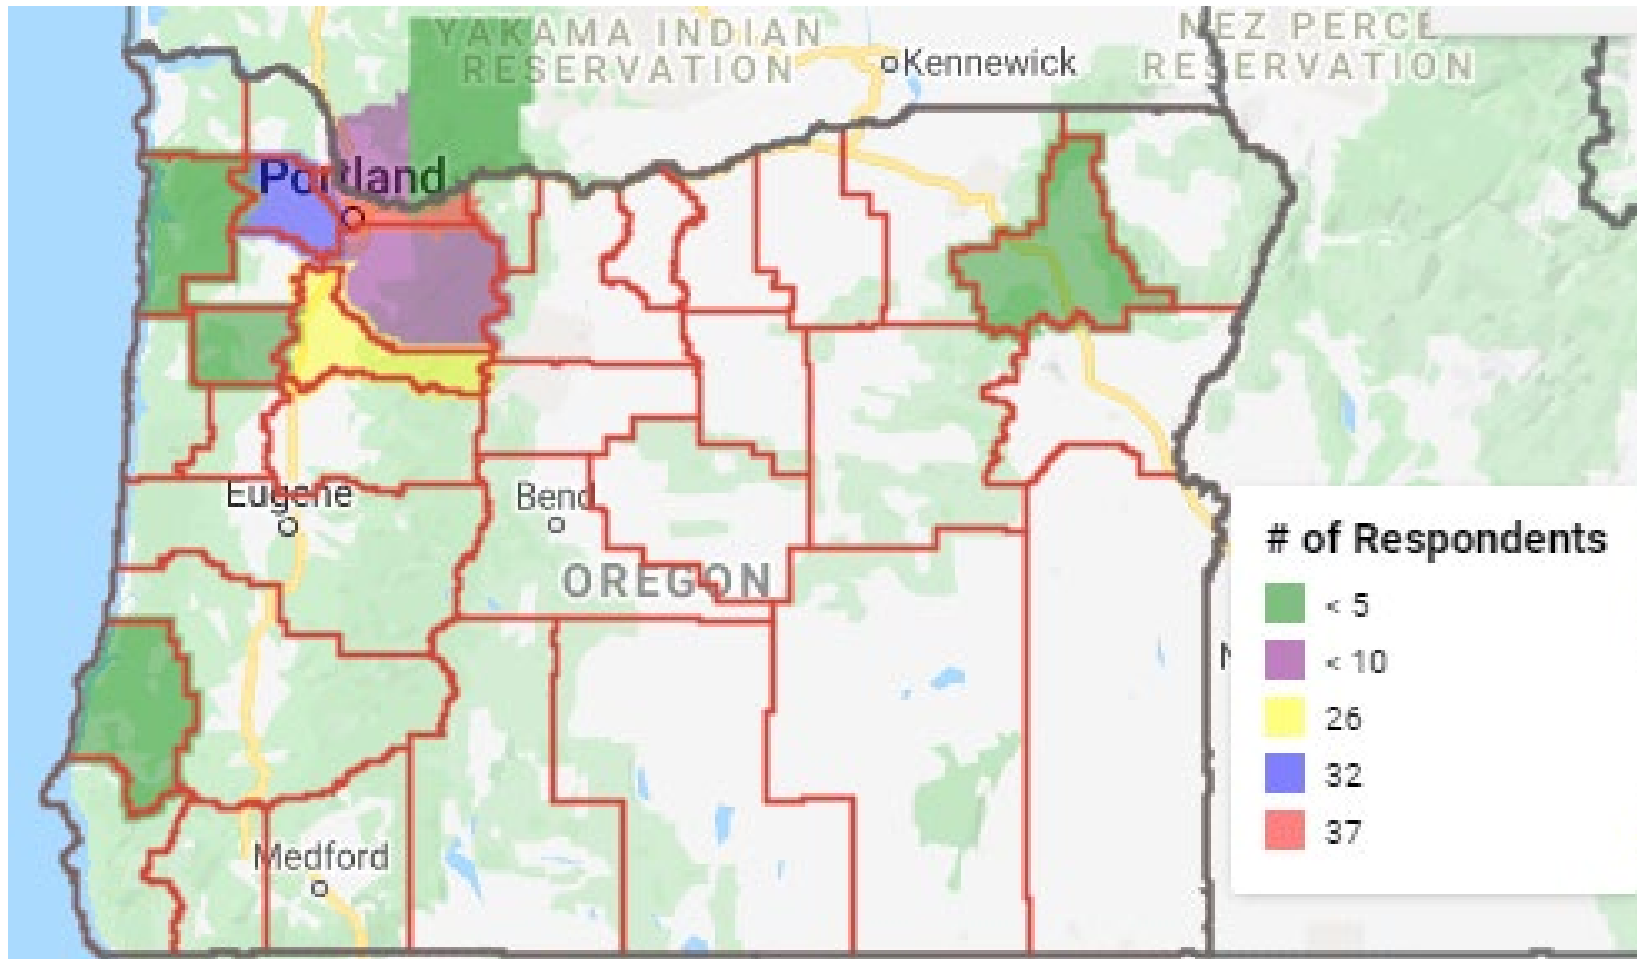 YAKAMA INDIAN
RESERVATION
NEZ PERCE
RESERVATION
Kennewick
Portland
Eugene
Bend
OREGON
Medford
# of Respondents
< 5
< 10
26
32
37